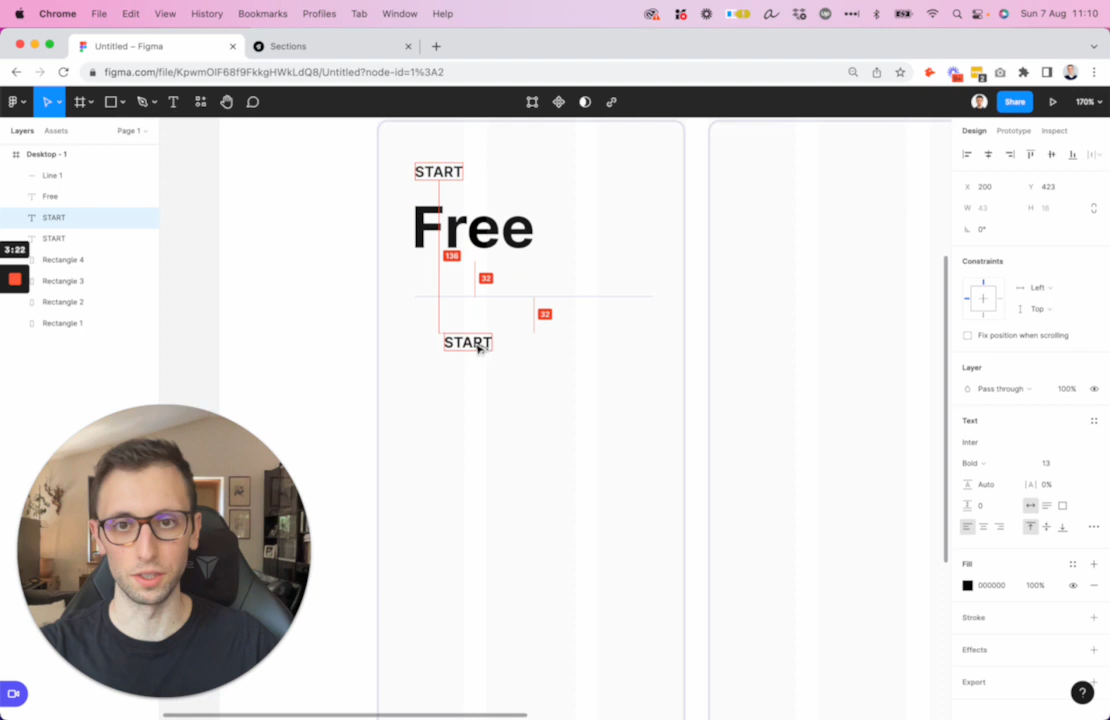 Chrome File Edit View History Bookmarks Profiles Tab Window Help Sun 7 Aug 11:10
Untitled – Figma Sections
figma.com/file/KpwmOIF68f9FkkgHWkLdQ8/Untitled?node-id=1%3A2
Share 170%
Layers Assets Page 1 Design Prototype Inspect
Desktop - 1
Line 1
Free
START
START
Rectangle 4
Rectangle 3
Rectangle 2
Rectangle 1
3:22
START
Free
136
32
32
START
X 200 Y 423
W 43 H 16
0°
Constraints
Left
Top
Fix position when scrolling
Layer
Pass through 100%
Text
Inter
Bold 13
Auto |A| 0%
0
Fill
000000 100%
Stroke
Effects
Export
?